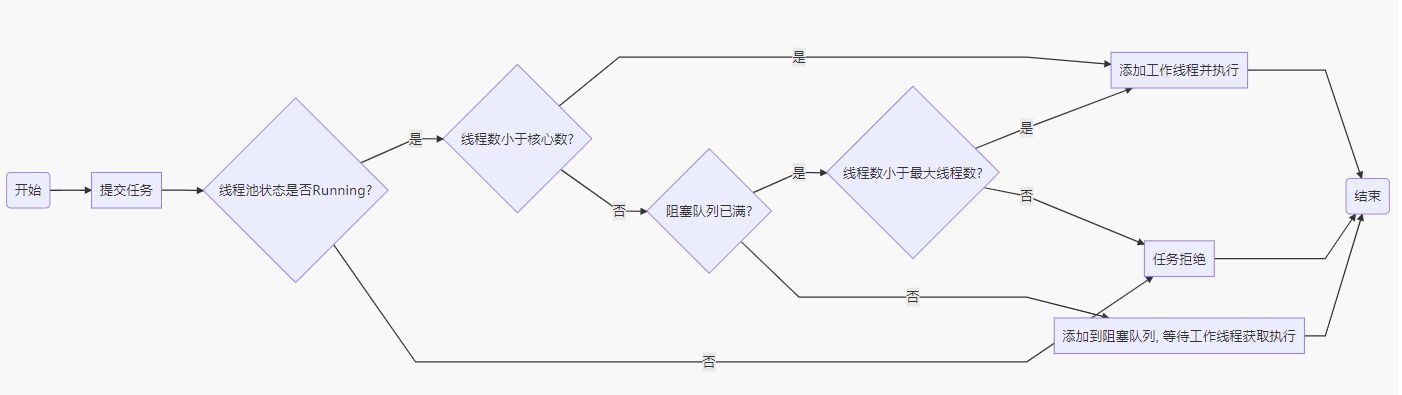 开始
提交任务
线程池状态是否Running?
是
线程数小于核心数?
是
添加工作线程并执行
否
阻塞队列已满?
是
线程数小于最大线程数?
是
否
任务拒绝
否
添加到阻塞队列, 等待工作线程获取执行
否
结束